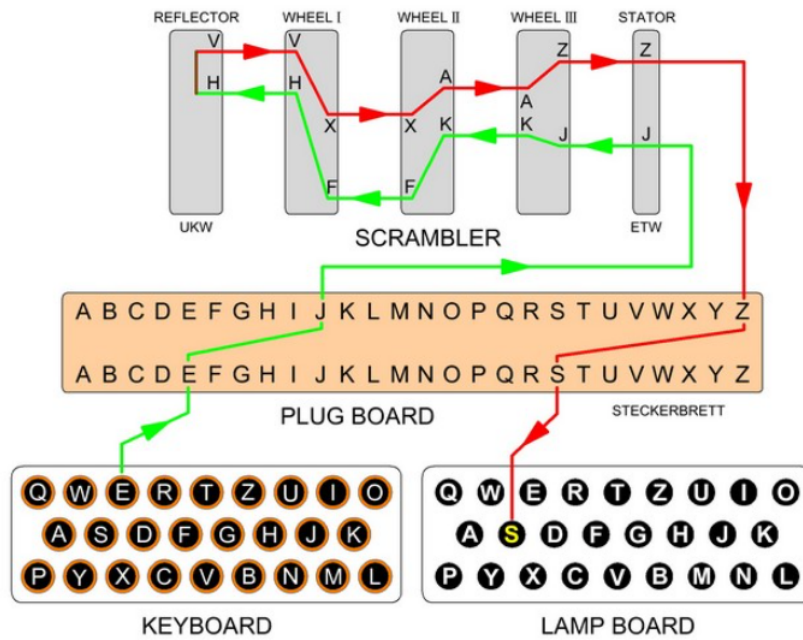 REFLECTOR WHEEL I WHEEL II WHEEL III STATOR
V V Z Z
H H A
A
X X K K J J
F F
UKW ETW
SCRAMBLER
A B C D E F G H I J K L M N O P Q R S T U V W X Y Z
A B C D E F G H I J K L M N O P Q R S T U V W X Y Z
PLUG BOARD STECKERBRETT
Q W E R T Z U I O Q W E R T Z U I O
A S D F G H J K A S D F G H J K
P Y X C V B N M L P Y X C V B M N L
KEYBOARD LAMP BOARD